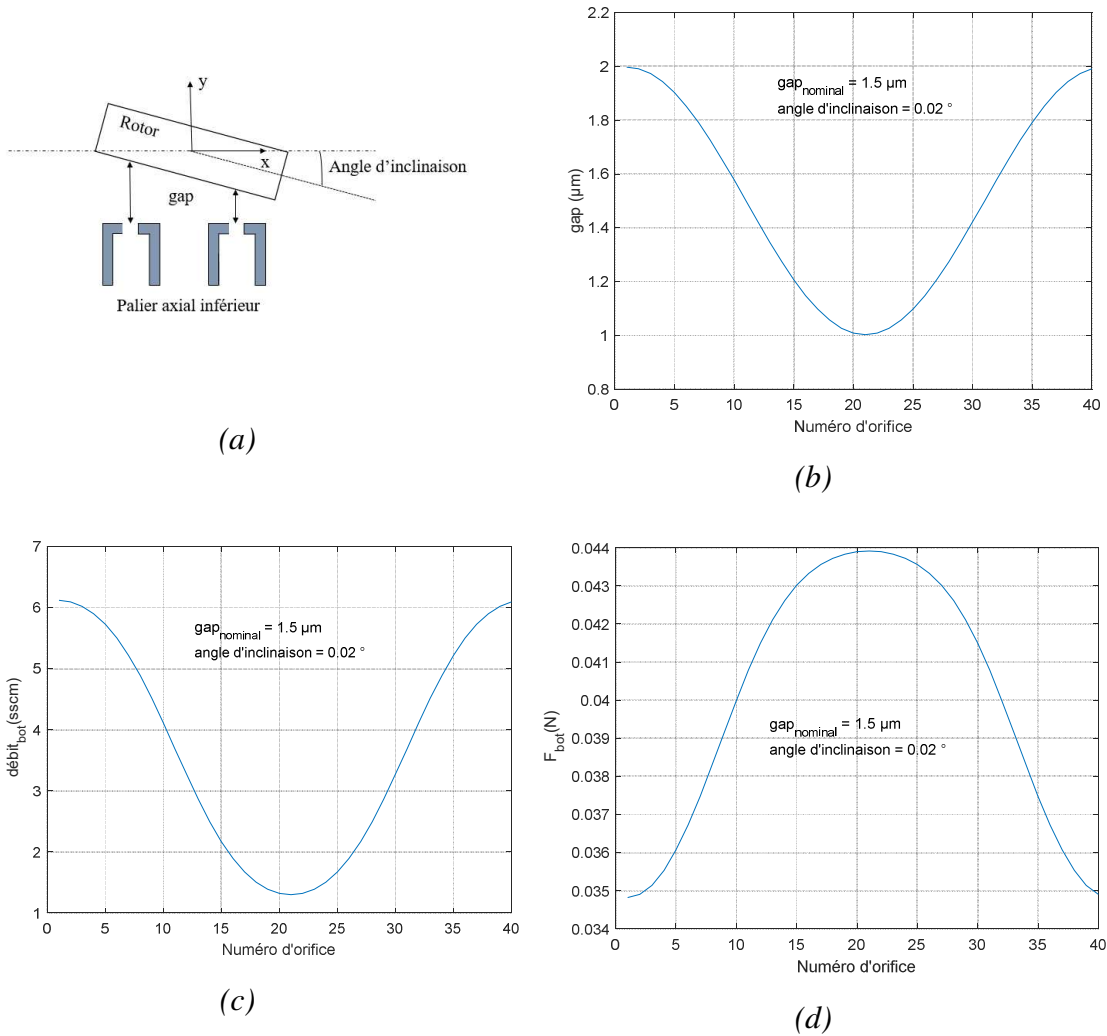 y
Rotor
x
Angle d’inclinaison
gap
Palier axial inférieur
(a)
2.2
2
1.8
1.6
1.4
1.2
1
0.8
gap (µm)
gap_nominal = 1.5 µm
angle d'inclinaison = 0.02 °
0 5 10 15 20 25 30 35 40
Numéro d'orifice
(b)
7
6
5
4
3
2
1
débit_bot(sscm)
gap_nominal = 1.5 µm
angle d'inclinaison = 0.02 °
0 5 10 15 20 25 30 35 40
Numéro d'orifice
(c)
0.044
0.043
0.042
0.041
0.04
0.039
0.038
0.037
0.036
0.035
0.034
F_bot(N)
gap_nominal = 1.5 µm
angle d'inclinaison = 0.02 °
0 5 10 15 20 25 30 35 40
Numéro d'orifice
(d)